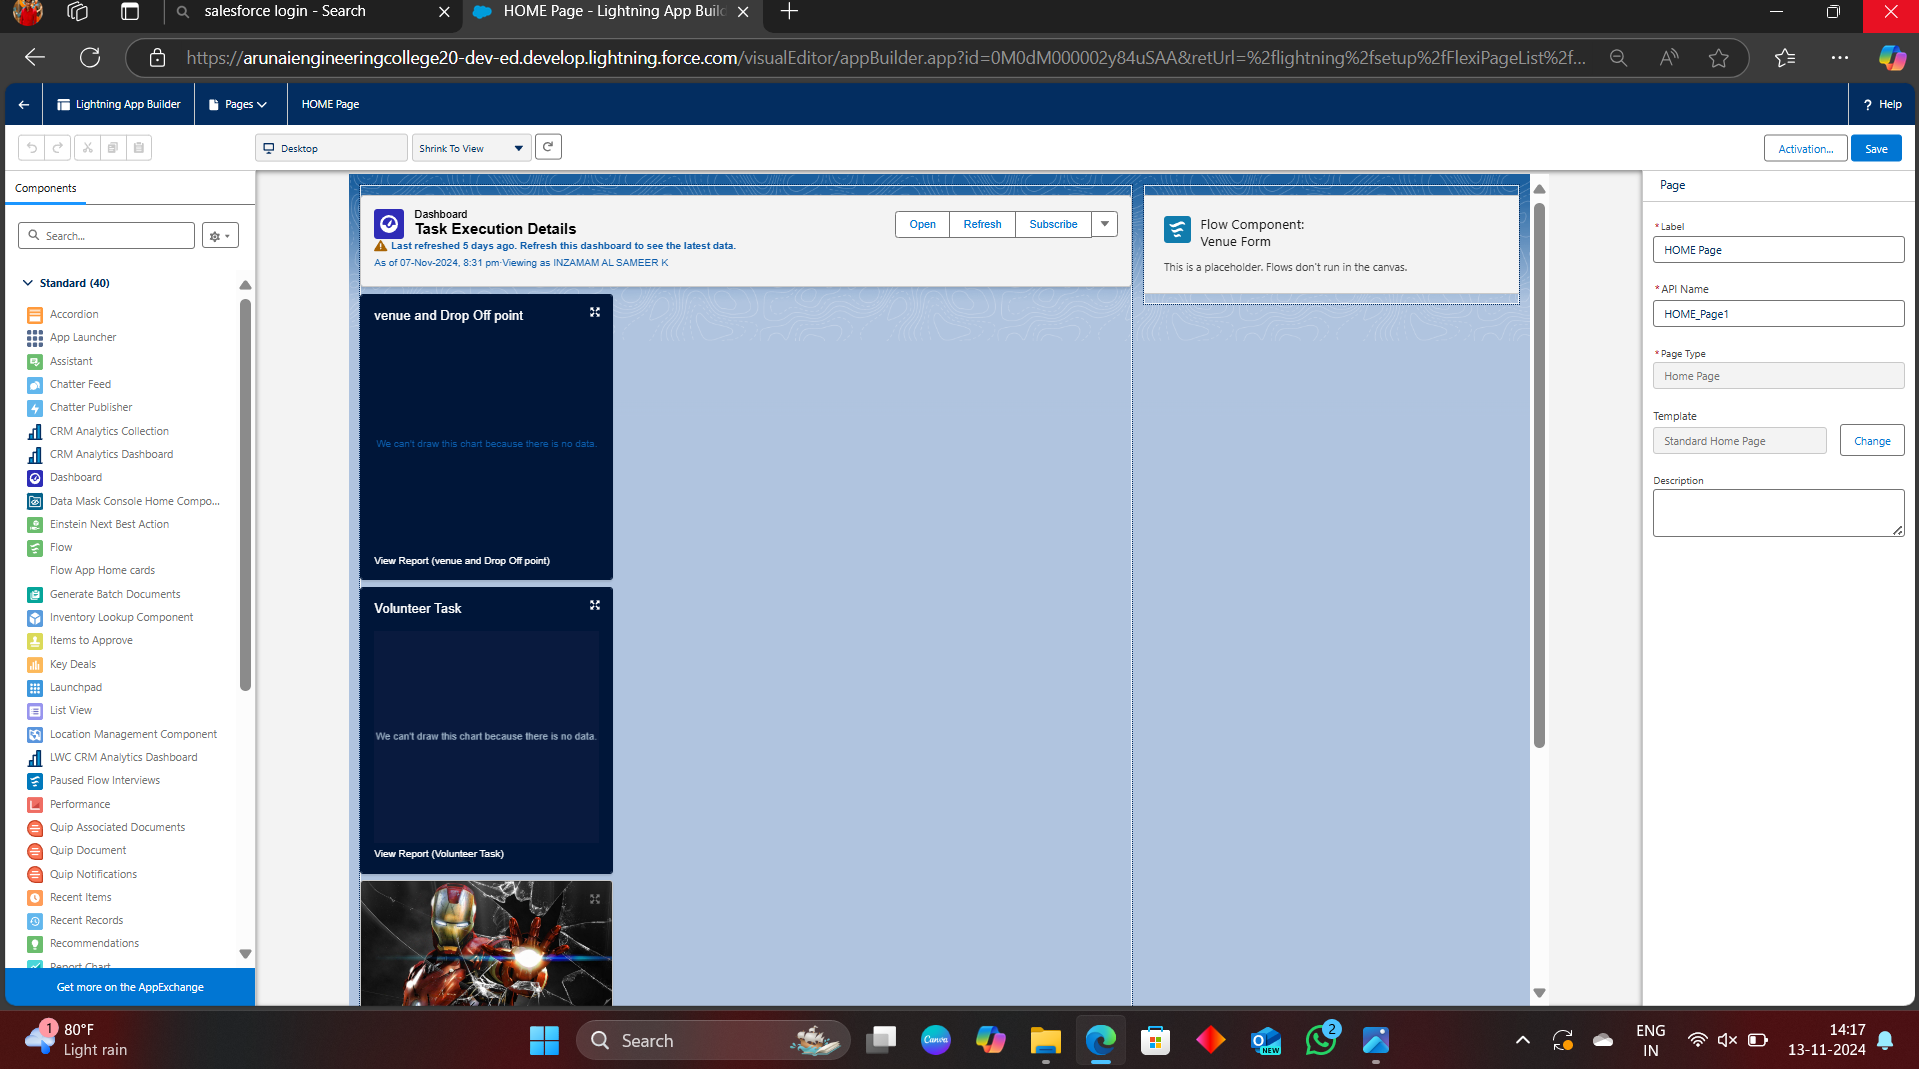 salesforce login - Search
HOME Page - Lightning App Builc
https://arunaiengineeringcollege20-dev-ed.develop.lightning.force.com/visualEditor/appBuilder.app?id=0M0dM000002y84uSAA&retUrl=%2flightning%2fsetup%2fFlexiPageList%2f...
Lightning App Builder
Pages
HOME Page
? Help
Desktop
Shrink To View
Activation...
Save
Components
Search...
Standard (40)
Accordion
App Launcher
Assistant
Chatter Feed
Chatter Publisher
CRM Analytics Collection
CRM Analytics Dashboard
Dashboard
Data Mask Console Home Compo...
Einstein Next Best Action
Flow
Flow App Home cards
Generate Batch Documents
Inventory Lookup Component
Items to Approve
Key Deals
Launchpad
List View
Location Management Component
LWC CRM Analytics Dashboard
Paused Flow Interviews
Performance
Quip Associated Documents
Quip Document
Quip Notifications
Recent Items
Recent Records
Recommendations
Report Chart
Get more on the AppExchange
Dashboard
Task Execution Details
Last refreshed 5 days ago. Refresh this dashboard to see the latest data.
As of 07-Nov-2024, 8:31 pm·Viewing as INZAMAM AL SAMEER K
Open
Refresh
Subscribe
venue and Drop Off point
We can't draw this chart because there is no data.
View Report (venue and Drop Off point)
Volunteer Task
We can't draw this chart because there is no data.
View Report (Volunteer Task)
Flow Component:
Venue Form
This is a placeholder. Flows don't run in the canvas.
Page
*Label
HOME Page
*API Name
HOME_Page1
*Page Type
Home Page
Template
Standard Home Page
Change
Description
1
80°F
Light rain
Search
Canva
NEW
2
ENG
IN
14:17
13-11-2024